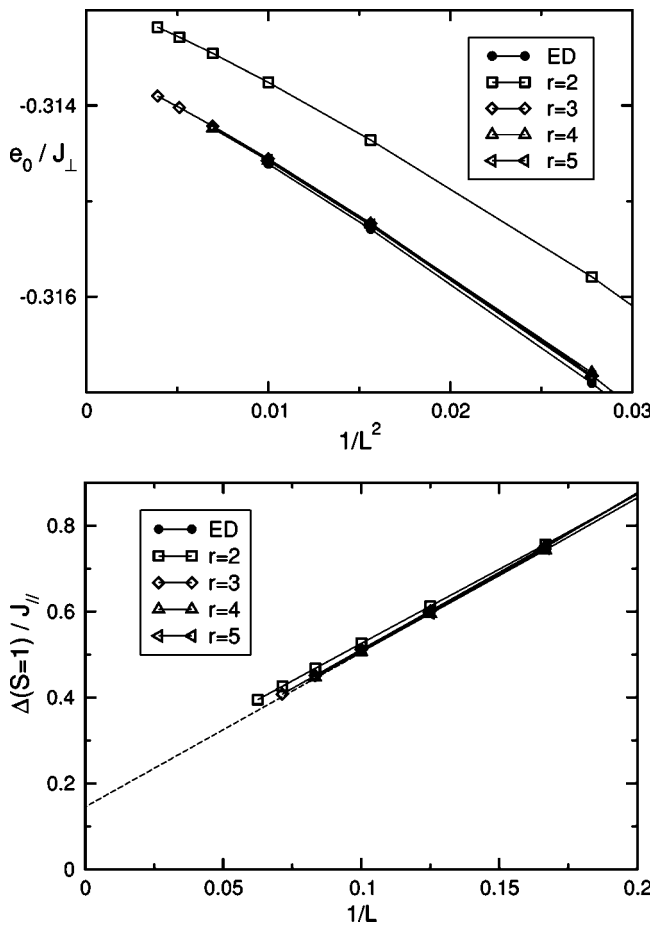 -0.314
e0 / J⊥
-0.316
ED
r=2
r=3
r=4
r=5
0
0.01
0.02
0.03
1/L²
0.8
0.6
Δ(S=1) / J//
0.4
0.2
0
ED
r=2
r=3
r=4
r=5
0
0.05
0.1
0.15
0.2
1/L